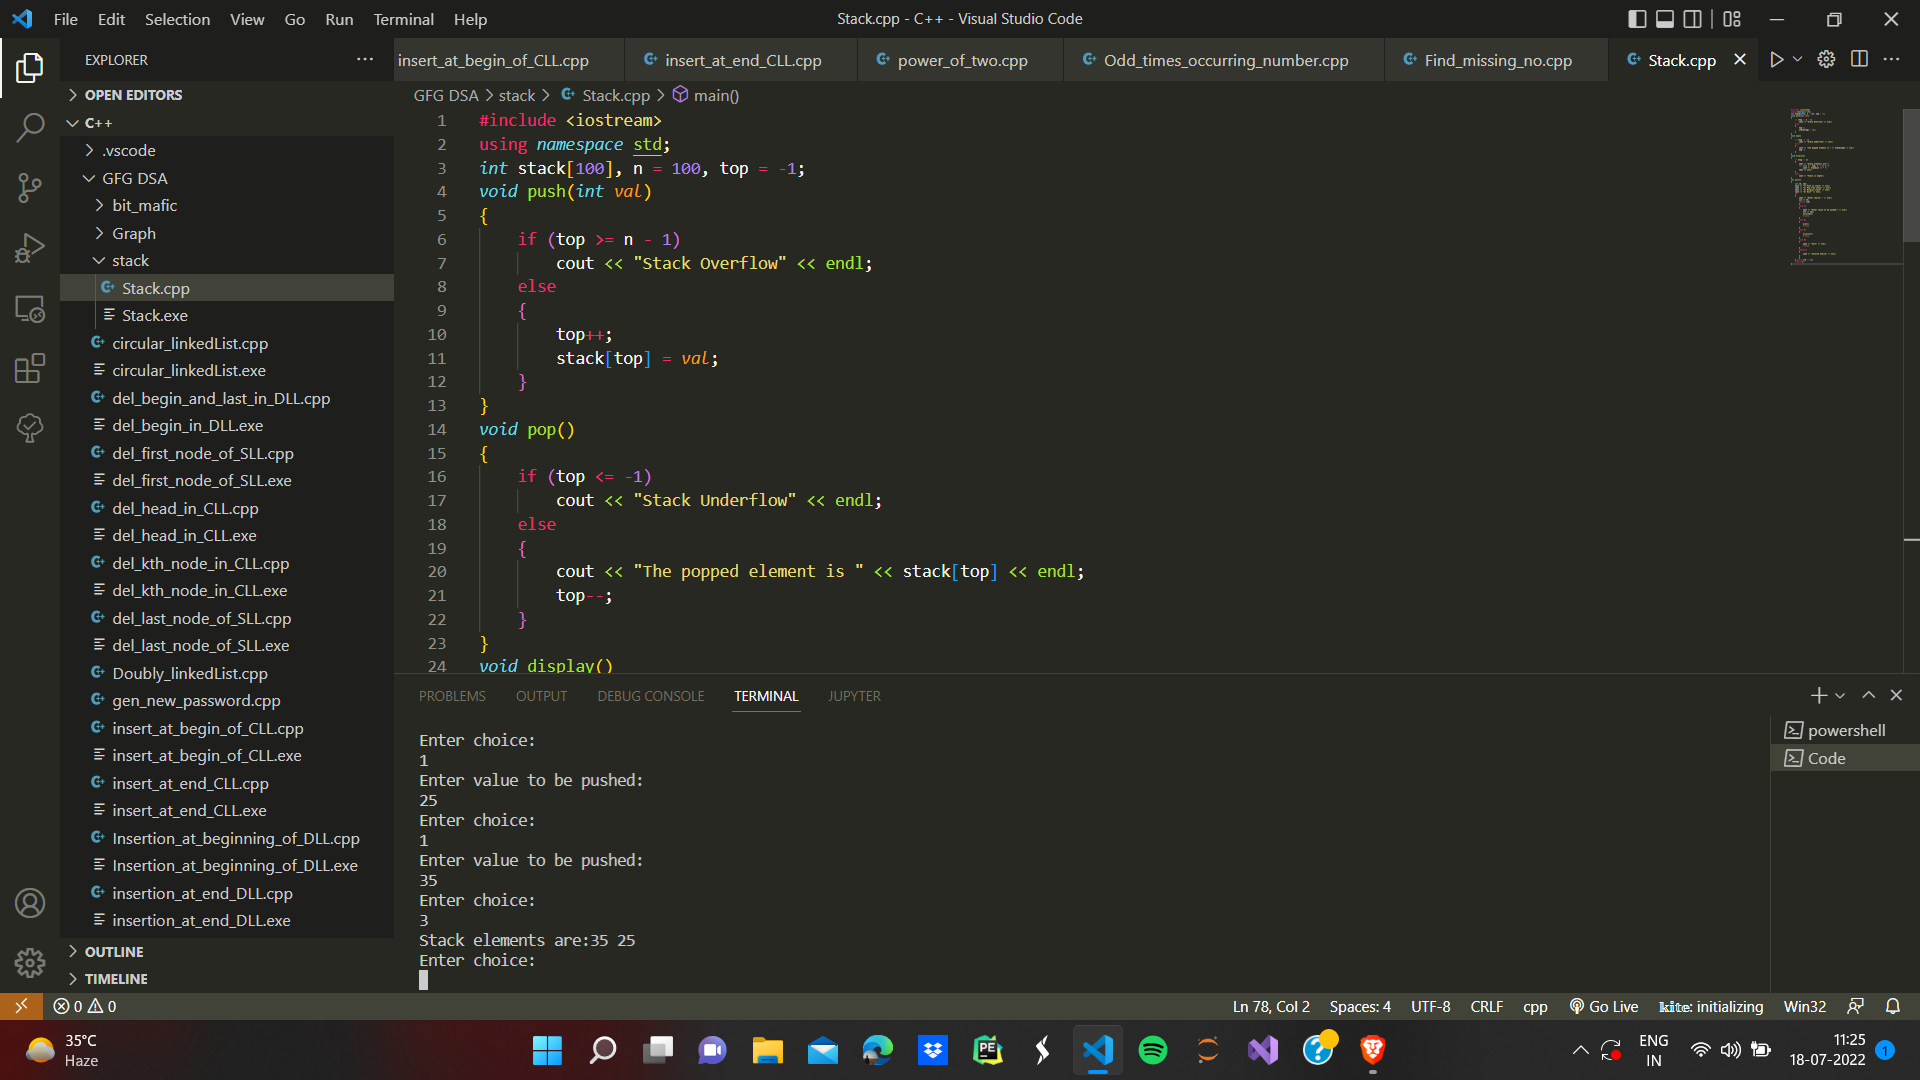 File Edit Selection View Go Run Terminal Help
Stack.cpp - C++ - Visual Studio Code
EXPLORER
insert_at_begin_of_CLL.cpp
insert_at_end_CLL.cpp
power_of_two.cpp
Odd_times_occurring_number.cpp
Find_missing_no.cpp
Stack.cpp
OPEN EDITORS
C++
.vscode
GFG DSA
bit_mafic
Graph
stack
Stack.cpp
Stack.exe
circular_linkedList.cpp
circular_linkedList.exe
del_begin_and_last_in_DLL.cpp
del_begin_in_DLL.exe
del_first_node_of_SLL.cpp
del_first_node_of_SLL.exe
del_head_in_CLL.cpp
del_head_in_CLL.exe
del_kth_node_in_CLL.cpp
del_kth_node_in_CLL.exe
del_last_node_of_SLL.cpp
del_last_node_of_SLL.exe
Doubly_linkedList.cpp
gen_new_password.cpp
insert_at_begin_of_CLL.cpp
insert_at_begin_of_CLL.exe
insert_at_end_CLL.cpp
insert_at_end_CLL.exe
Insertion_at_beginning_of_DLL.cpp
Insertion_at_beginning_of_DLL.exe
insertion_at_end_DLL.cpp
insertion_at_end_DLL.exe
OUTLINE
TIMELINE
GFG DSA > stack > Stack.cpp > main()
1 #include <iostream>
2 using namespace std;
3 int stack[100], n = 100, top = -1;
4 void push(int val)
5 {
6 if (top >= n - 1)
7 cout << "Stack Overflow" << endl;
8 else
9 {
10 top++;
11 stack[top] = val;
12 }
13 }
14 void pop()
15 {
16 if (top <= -1)
17 cout << "Stack Underflow" << endl;
18 else
19 {
20 cout << "The popped element is " << stack[top] << endl;
21 top--;
22 }
23 }
24 void display()
PROBLEMS OUTPUT DEBUG CONSOLE TERMINAL JUPYTER
Enter choice:
1
Enter value to be pushed:
25
Enter choice:
1
Enter value to be pushed:
35
Enter choice:
3
Stack elements are:35 25
Enter choice:
powershell
Code
0 0
Ln 78, Col 2 Spaces: 4 UTF-8 CRLF cpp Go Live kite: initializing Win32
35°C
Haze
PE
ENG
IN
11:25
18-07-2022
1